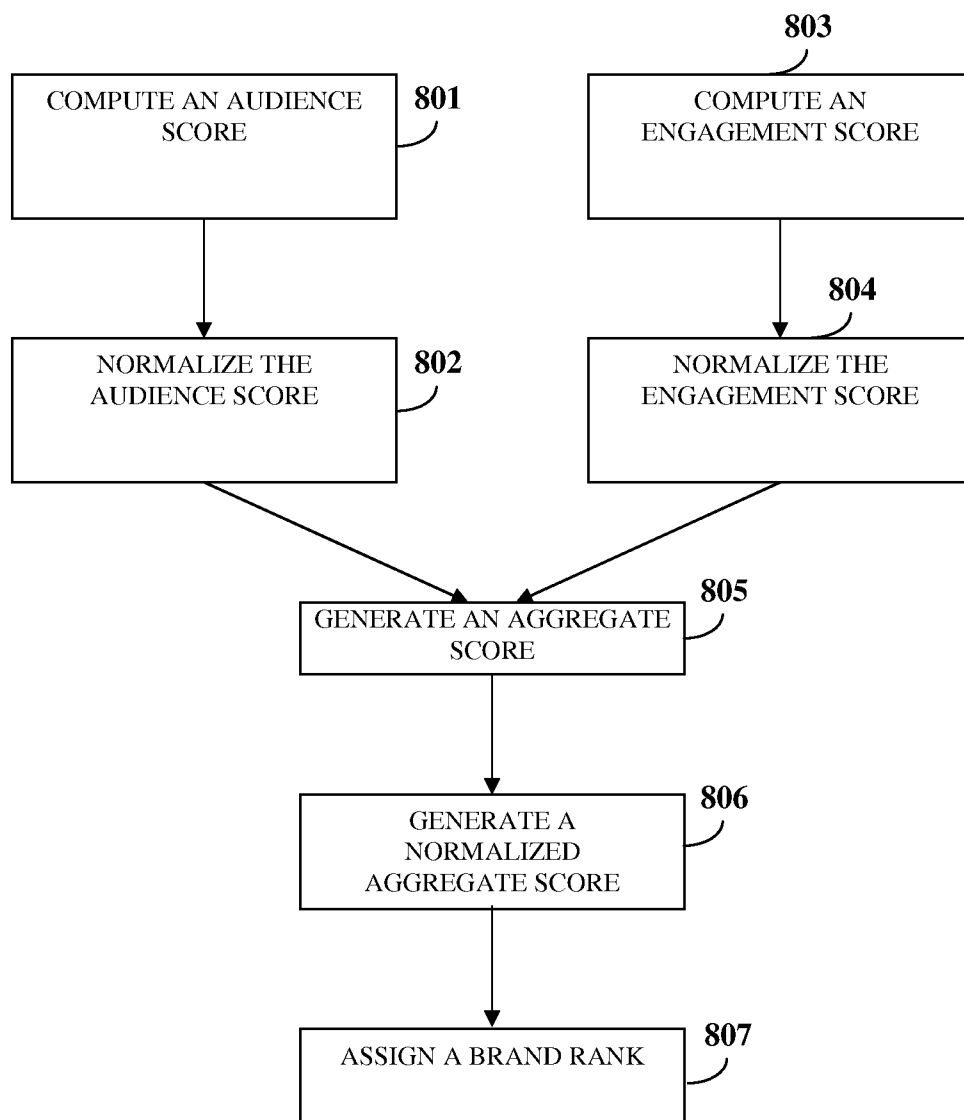 803
COMPUTE AN AUDIENCE
SCORE
801
COMPUTE AN
ENGAGEMENT SCORE
804
NORMALIZE THE
AUDIENCE SCORE
802
NORMALIZE THE
ENGAGEMENT SCORE
805
GENERATE AN AGGREGATE
SCORE
806
GENERATE A
NORMALIZED
AGGREGATE SCORE
807
ASSIGN A BRAND RANK